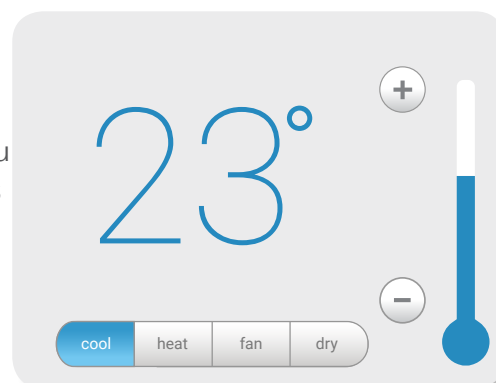 23°
+
−
cool heat fan dry